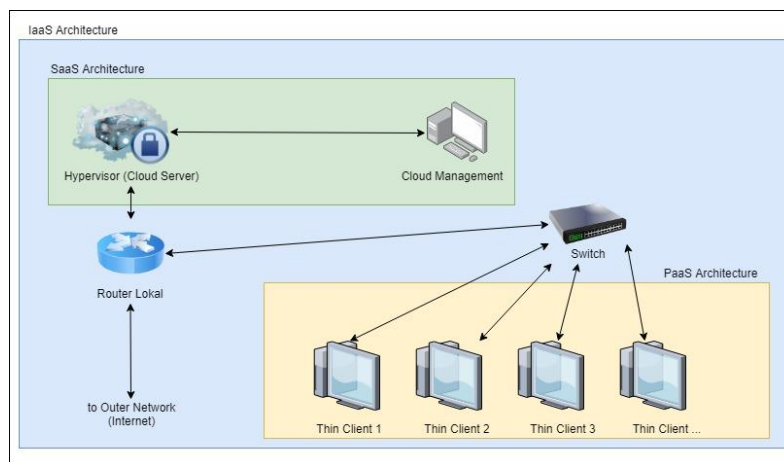 IaaS Architecture
SaaS Architecture
Hypervisor (Cloud Server)
Cloud Management
Switch
PaaS Architecture
Router Lokal
to Outer Network
(Internet)
Thin Client 1
Thin Client 2
Thin Client 3
Thin Client ...